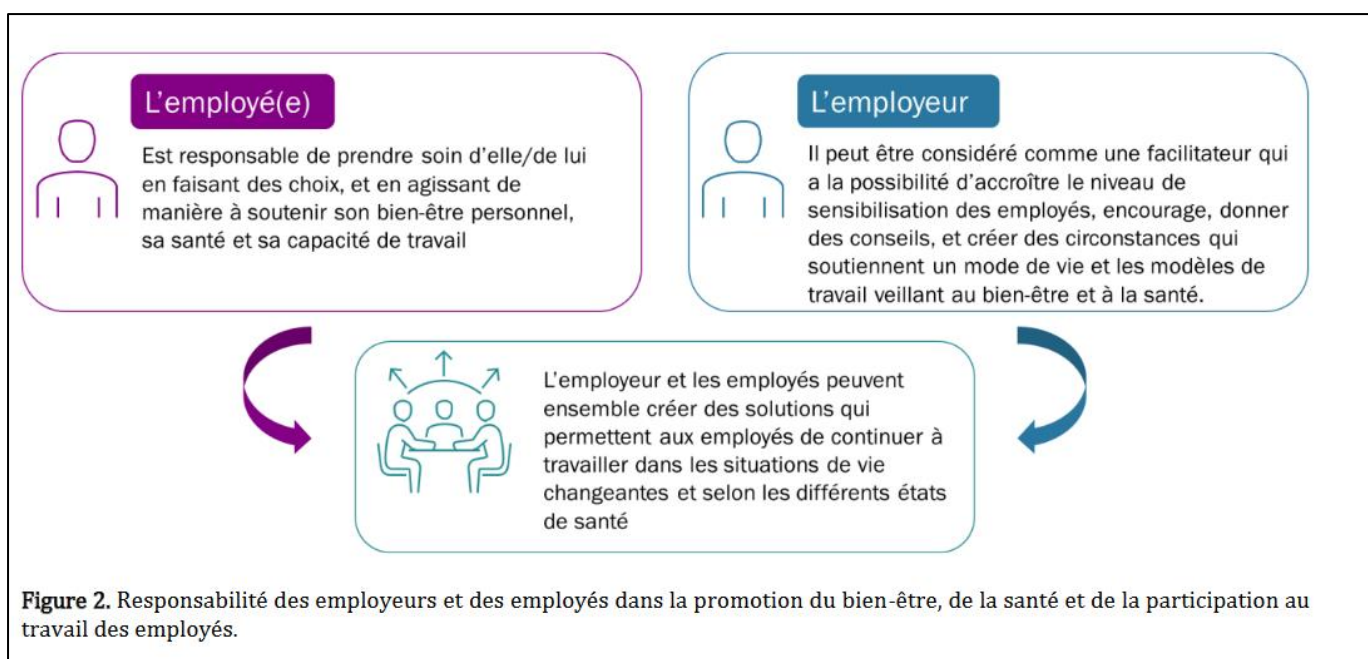 L'employé(e)
Est responsable de prendre soin d'elle/de lui
en faisant des choix, et en agissant de
manière à soutenir son bien-être personnel,
sa santé et sa capacité de travail
L'employeur
Il peut être considéré comme une facilitateur qui
a la possibilité d'accroître le niveau de
sensibilisation des employés, encourage, donner
des conseils, et créer des circonstances qui
soutiennent un mode de vie et les modèles de
travail veillant au bien-être et à la santé.
L'employeur et les employés peuvent
ensemble créer des solutions qui
permettent aux employés de continuer à
travailler dans les situations de vie
changeantes et selon les différents états
de santé
Figure 2. Responsabilité des employeurs et des employés dans la promotion du bien-être, de la santé et de la participation au
travail des employés.